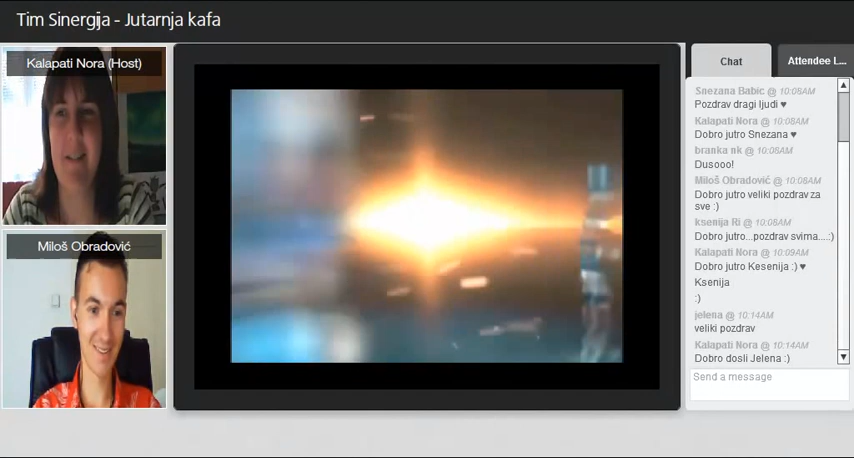 Tim Sinergija - Jutarnja kafa
Kalapati Nora (Host)
Miloš Obradović
Chat
Attendee L...
Snezana Babic @ 10:08AM
Pozdrav dragi ljudi ♥
Kalapati Nora @ 10:08AM
Dobro jutro Snezana ♥
branka nk @ 10:08AM
Dusooo!
Miloš Obradović @ 10:08AM
Dobro jutro veliki pozdrav za
sve :)
ksenija Ri @ 10:08AM
Dobro jutro...pozdrav svima....:)
Kalapati Nora @ 10:09AM
Dobro jutro Kesenija :) ♥
Ksenija
:)
jelena @ 10:14AM
veliki pozdrav
Kalapati Nora @ 10:14AM
Dobro dosli Jelena :)
Send a message